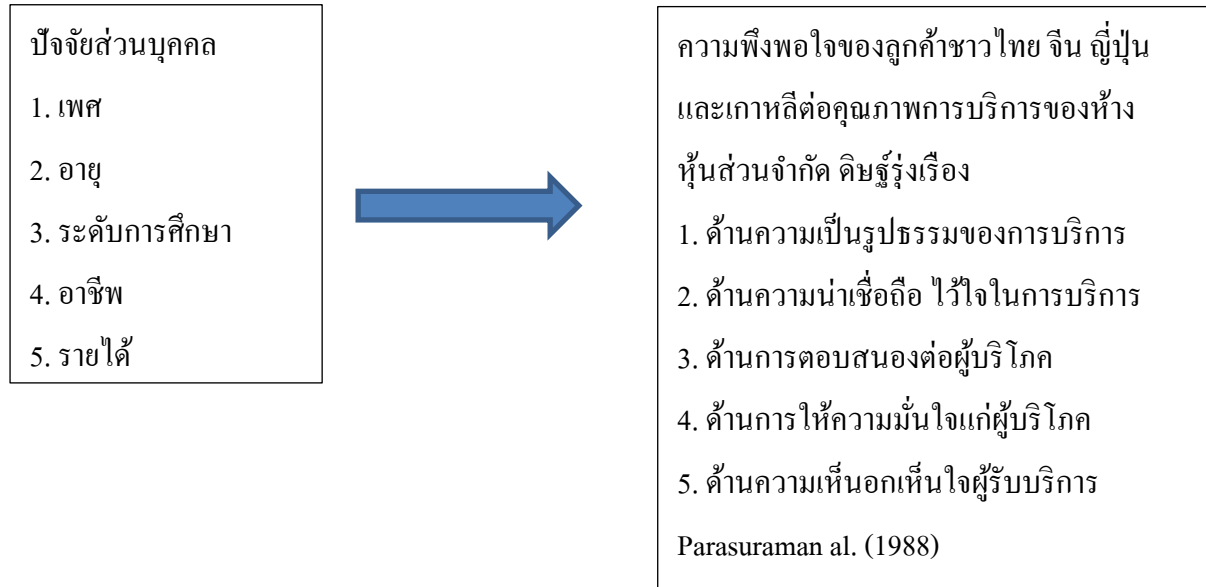 ปัจจัยส่วนบุคคล
1. เพศ
2. อายุ
3. ระดับการศึกษา
4. อาชีพ
5. รายได้
ความพึงพอใจของลูกค้าชาวไทย จีน ญี่ปุ่น
และเกาหลีต่อคุณภาพการบริการของห้าง
หุ้นส่วนจำกัด ดิษฐ์รุ่งเรือง
1. ด้านความเป็นรูปธรรมของการบริการ
2. ด้านความน่าเชื่อถือ ไว้ใจในการบริการ
3. ด้านการตอบสนองต่อผู้บริโภค
4. ด้านการให้ความมั่นใจแก่ผู้บริโภค
5. ด้านความเห็นอกเห็นใจผู้รับบริการ
Parasuraman al. (1988)